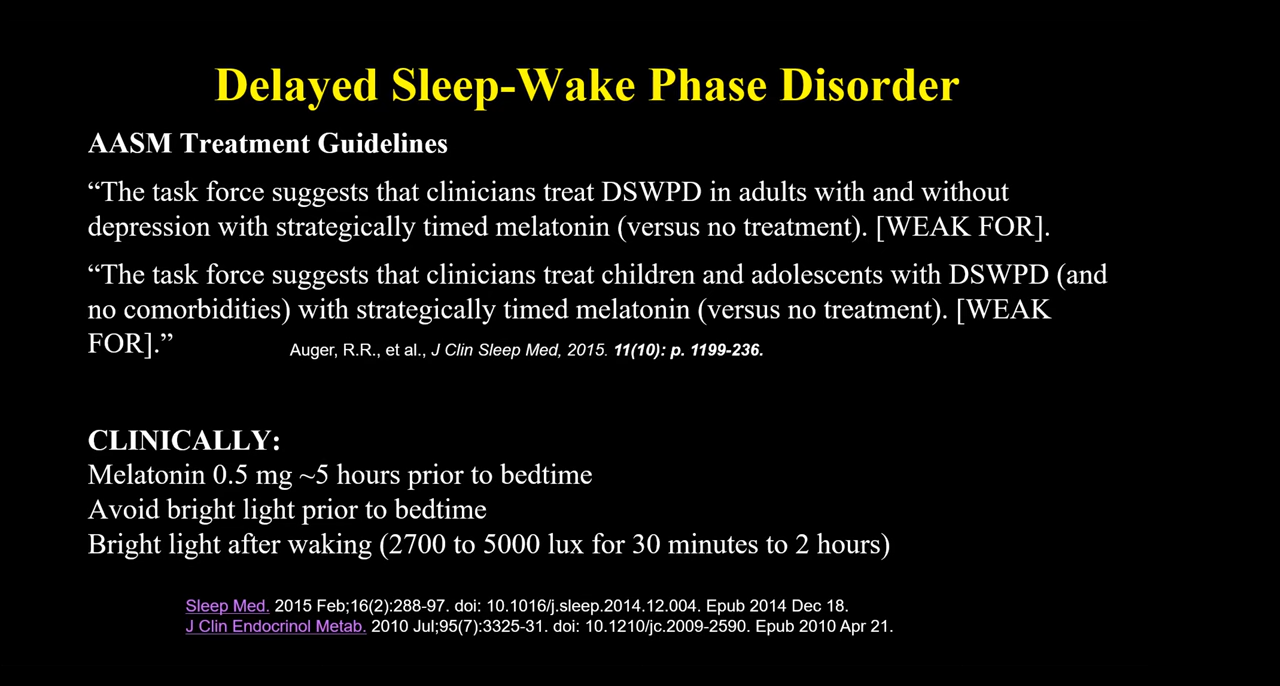 Delayed Sleep-Wake Phase Disorder
AASM Treatment Guidelines
“The task force suggests that clinicians treat DSWPD in adults with and without
depression with strategically timed melatonin (versus no treatment). [WEAK FOR].
“The task force suggests that clinicians treat children and adolescents with DSWPD (and
no comorbidities) with strategically timed melatonin (versus no treatment). [WEAK
FOR].”
Auger, R.R., et al., J Clin Sleep Med, 2015. 11(10): p. 1199-236.
CLINICALLY:
Melatonin 0.5 mg ~5 hours prior to bedtime
Avoid bright light prior to bedtime
Bright light after waking (2700 to 5000 lux for 30 minutes to 2 hours)
Sleep Med. 2015 Feb;16(2):288-97. doi: 10.1016/j.sleep.2014.12.004. Epub 2014 Dec 18.
J Clin Endocrinol Metab. 2010 Jul;95(7):3325-31. doi: 10.1210/jc.2009-2590. Epub 2010 Apr 21.